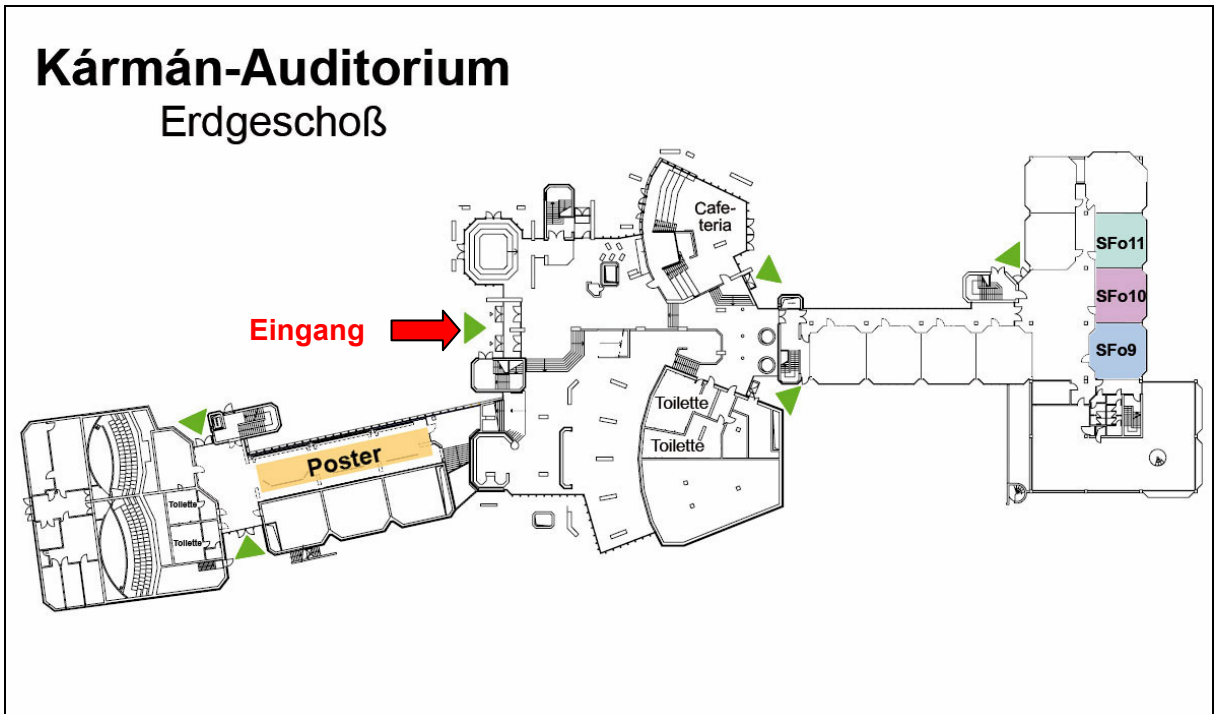 Kármán-Auditorium
Erdgeschoß
Cafe-
teria
SFo11
SFo10
Eingang
SFo9
Toilette
Toilette
Poster
Toilette
Toilette